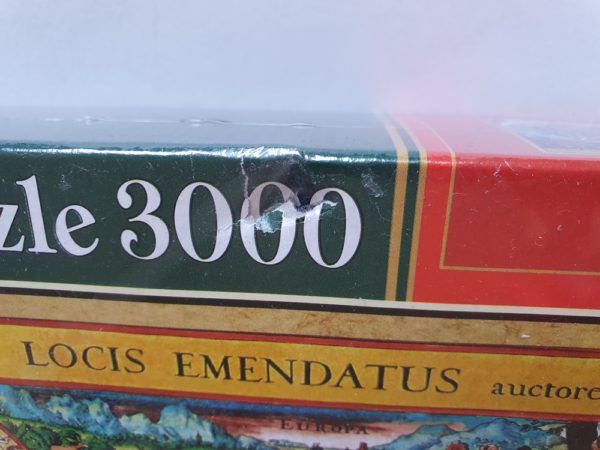 zle 3000
LOCIS EMENDATUS auctore
EUROPA